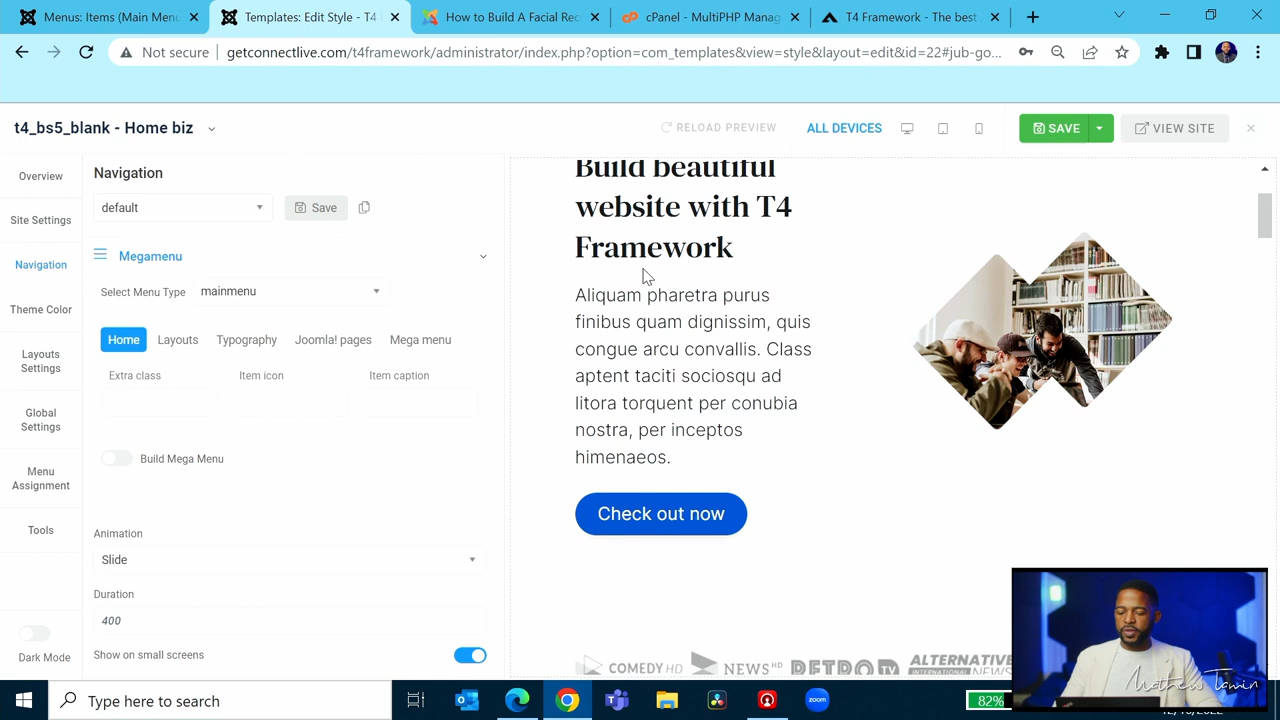 Menus: Items (Main Menu
Templates: Edit Style - T4
How to Build A Facial Rec
cPanel - MultiPHP Manag
T4 Framework - The best
Not secure
getconnectlive.com/t4framework/administrator/index.php?option=com_templates&view=style&layout=edit&id=22#jub-go...
t4_bs5_blank - Home biz
RELOAD PREVIEW
ALL DEVICES
SAVE
VIEW SITE
Overview
Site Settings
Navigation
Theme Color
Layouts
Settings
Global
Settings
Menu
Assignment
Tools
Dark Mode
Navigation
default
Save
Megamenu
Select Menu Type
mainmenu
Home
Layouts
Typography
Joomla! pages
Mega menu
Extra class
Item icon
Item caption
Build Mega Menu
Animation
Slide
Duration
400
Show on small screens
Build beautiful
website with T4
Framework
Aliquam pharetra purus
finibus quam dignissim, quis
congue arcu convallis. Class
aptent taciti sociosqu ad
litora torquent per conubia
nostra, per inceptos
himenaeos.
Check out now
COMEDY HD
NEWS HD
RETRO TV
ALTERNATIVE
INTERNATIONAL NEWS
Mathew Tamin
Type here to search
zoom
82%